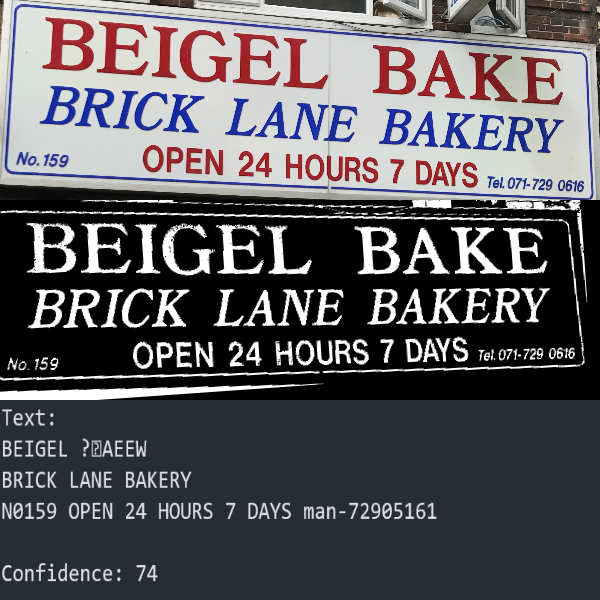 BEIGEL BAKE
BRICK LANE BAKERY
No.159 OPEN 24 HOURS 7 DAYS Tel.071-729 0616
BEIGEL BAKE
BRICK LANE BAKERY
No.159 OPEN 24 HOURS 7 DAYS Tel.071-729 0616
Text:
BEIGEL ?�AEEW
BRICK LANE BAKERY
N0159 OPEN 24 HOURS 7 DAYS man-72905161
Confidence: 74